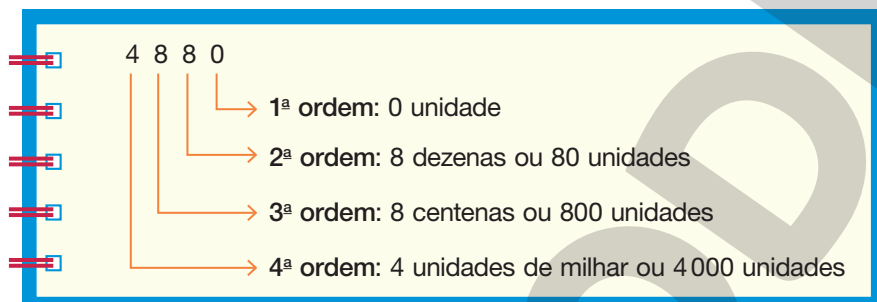 4 8 8 0
1ª ordem: 0 unidade
2ª ordem: 8 dezenas ou 80 unidades
3ª ordem: 8 centenas ou 800 unidades
4ª ordem: 4 unidades de milhar ou 4 000 unidades